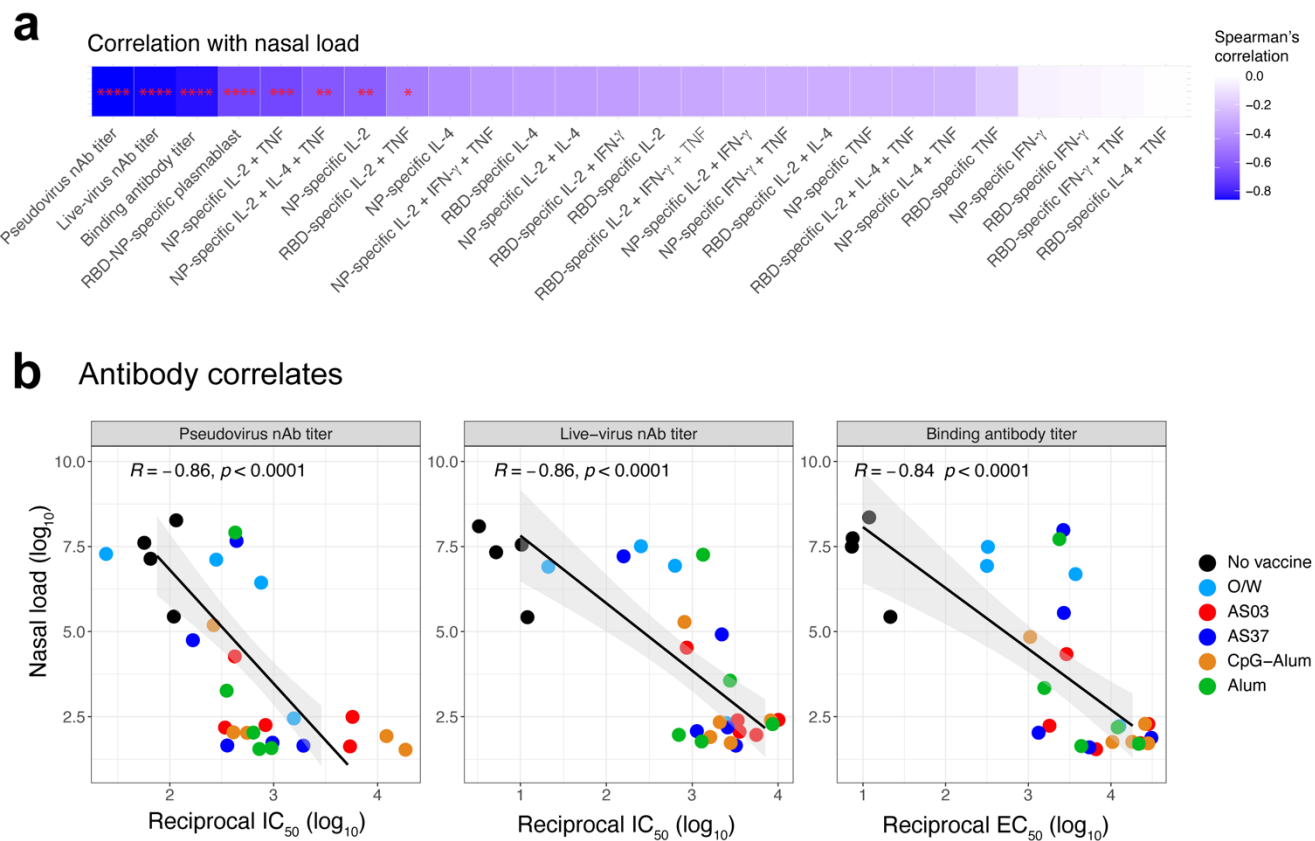 a
Correlation with nasal load
Spearman's
correlation
0.0
−0.2
−0.4
−0.6
−0.8
**** **** **** **** *** ** ** *
Pseudovirus nAb titer
Live-virus nAb titer
Binding antibody titer
RBD-NP-specific plasmablast
NP-specific IL-2 + TNF
NP-specific IL-2 + IL-4 + TNF
NP-specific IL-2
RBD-specific IL-2 + TNF
NP-specific IL-4
NP-specific IL-2 + IFN-γ + TNF
RBD-specific IL-4
NP-specific IL-2 + IL-4
RBD-specific IL-2 + IFN-γ
RBD-specific IL-2
RBD-specific IL-2 + IFN-γ + TNF
NP-specific IL-2 + IFN-γ
NP-specific IFN-γ + TNF
RBD-specific IL-2 + IL-4
NP-specific TNF
RBD-specific IL-2 + IL-4 + TNF
NP-specific IL-4 + TNF
RBD-specific TNF
NP-specific IFN-γ
RBD-specific IFN-γ
RBD-specific IFN-γ + TNF
RBD-specific IL-4 + TNF
b Antibody correlates
Pseudovirus nAb titer
Live−virus nAb titer
Binding antibody titer
R = −0.86, p < 0.0001
R = −0.86, p < 0.0001
R = −0.84 p < 0.0001
Nasal load (log10)
10.0
7.5
5.0
2.5
10.0
7.5
5.0
2.5
10.0
7.5
5.0
2.5
2 3 4
1 2 3 4
1 2 3 4
Reciprocal IC50 (log10)
Reciprocal IC50 (log10)
Reciprocal EC50 (log10)
No vaccine
O/W
AS03
AS37
CpG−Alum
Alum